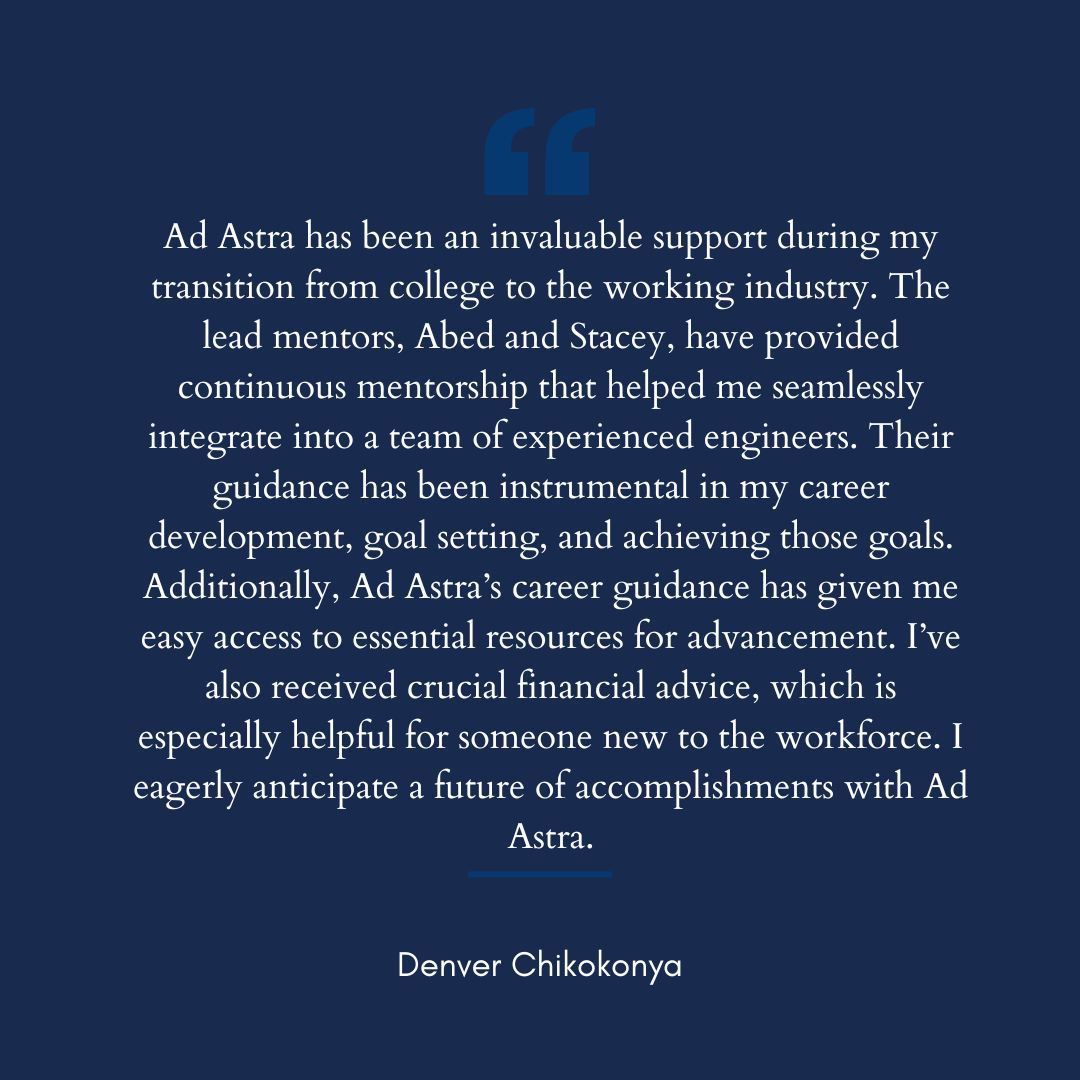 “
Ad Astra has been an invaluable support during my
transition from college to the working industry. The
lead mentors, Abed and Stacey, have provided
continuous mentorship that helped me seamlessly
integrate into a team of experienced engineers. Their
guidance has been instrumental in my career
development, goal setting, and achieving those goals.
Additionally, Ad Astra’s career guidance has given me
easy access to essential resources for advancement. I’ve
also received crucial financial advice, which is
especially helpful for someone new to the workforce. I
eagerly anticipate a future of accomplishments with Ad
Astra.
Denver Chikokonya